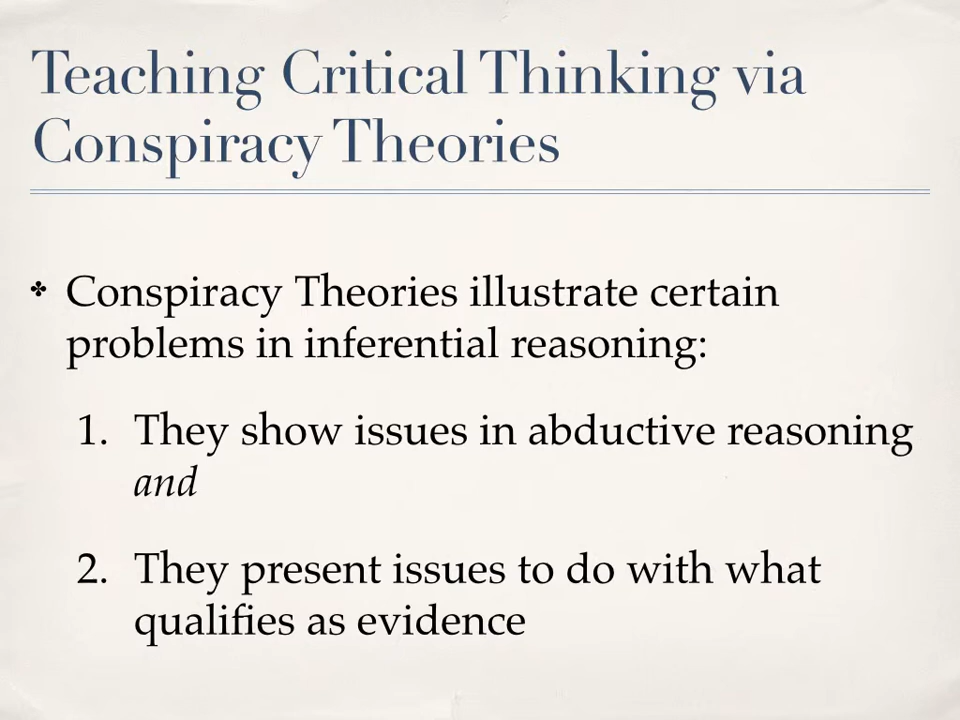 Teaching Critical Thinking via
Conspiracy Theories
✤ Conspiracy Theories illustrate certain
problems in inferential reasoning:
1. They show issues in abductive reasoning
and
2. They present issues to do with what
qualifies as evidence